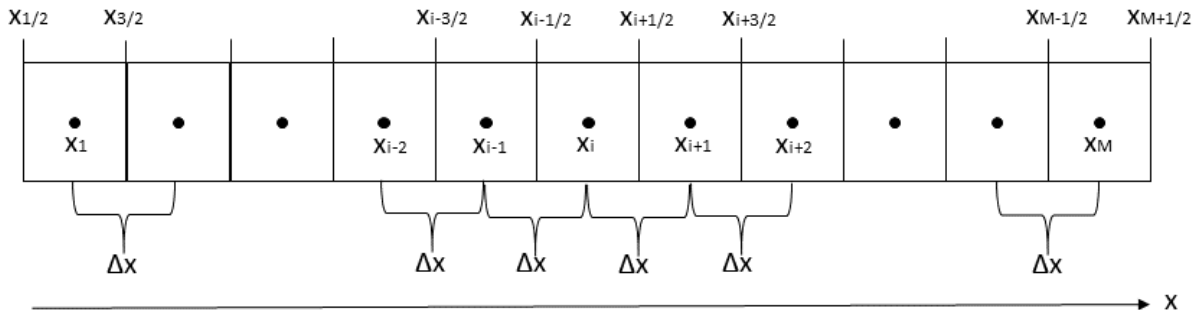 x1/2 x3/2 xi-3/2 xi-1/2 xi+1/2 xi+3/2 xM-1/2 xM+1/2
x1 xi-2 xi-1 xi xi+1 xi+2 xM
Δx Δx Δx Δx Δx Δx
x